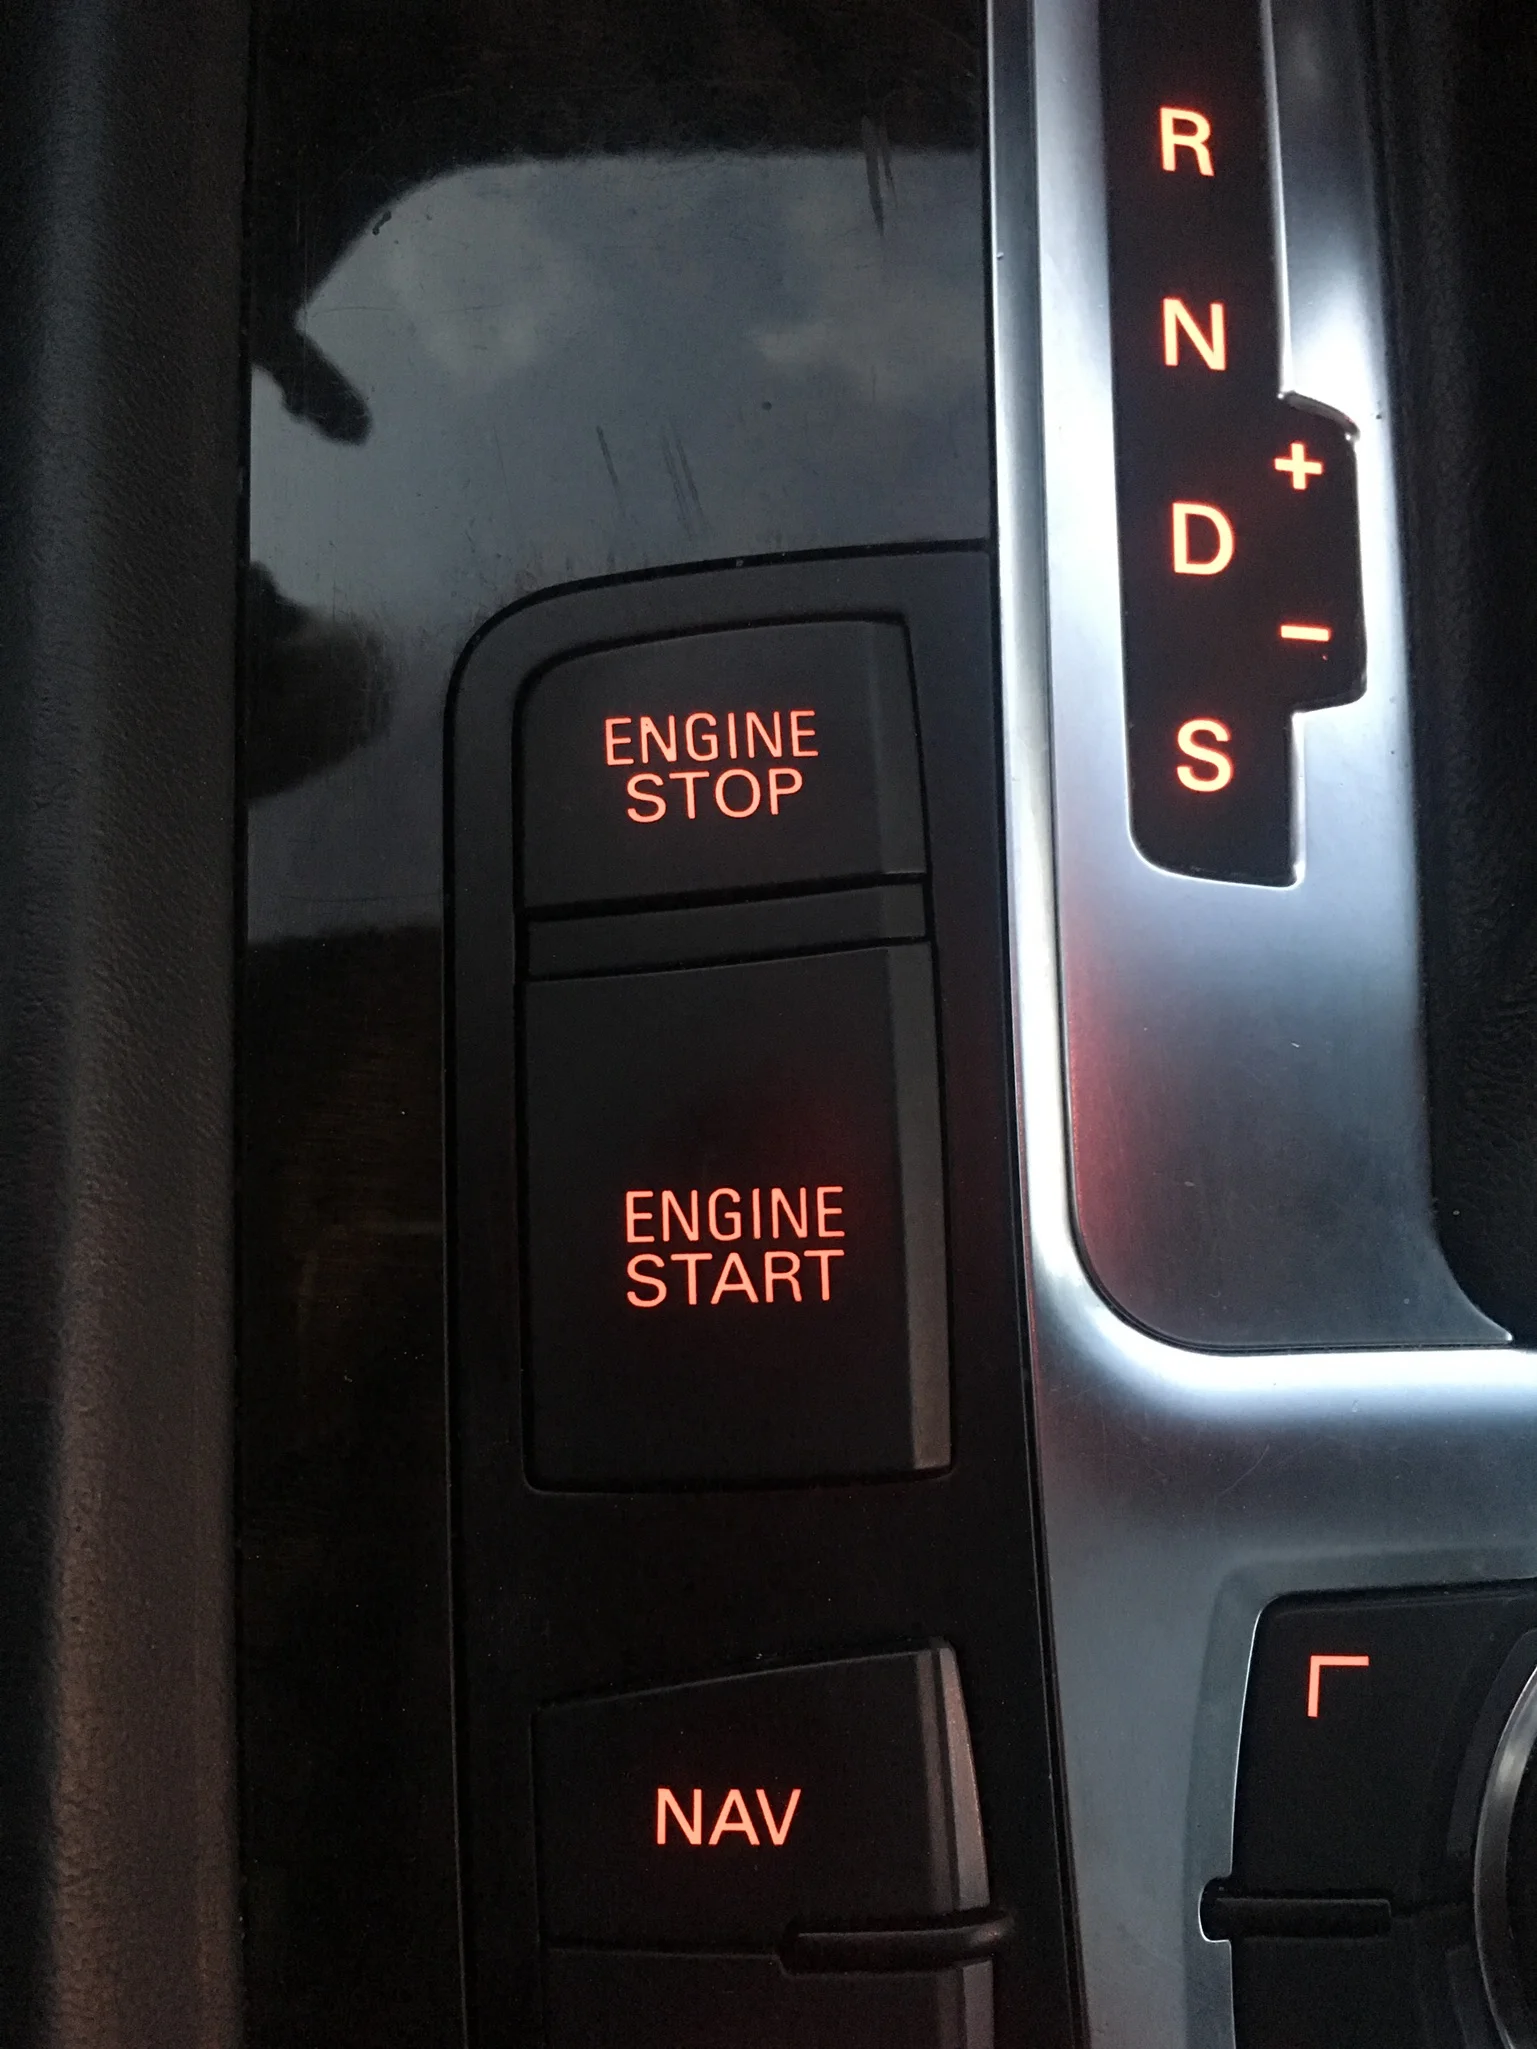 R
N
+
D
-
S
ENGINE
STOP
ENGINE
START
NAV